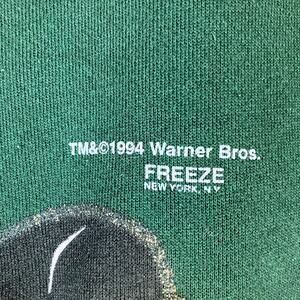 TM&©1994 Warner Bros.
FREEZE
NEW YORK, N.Y.